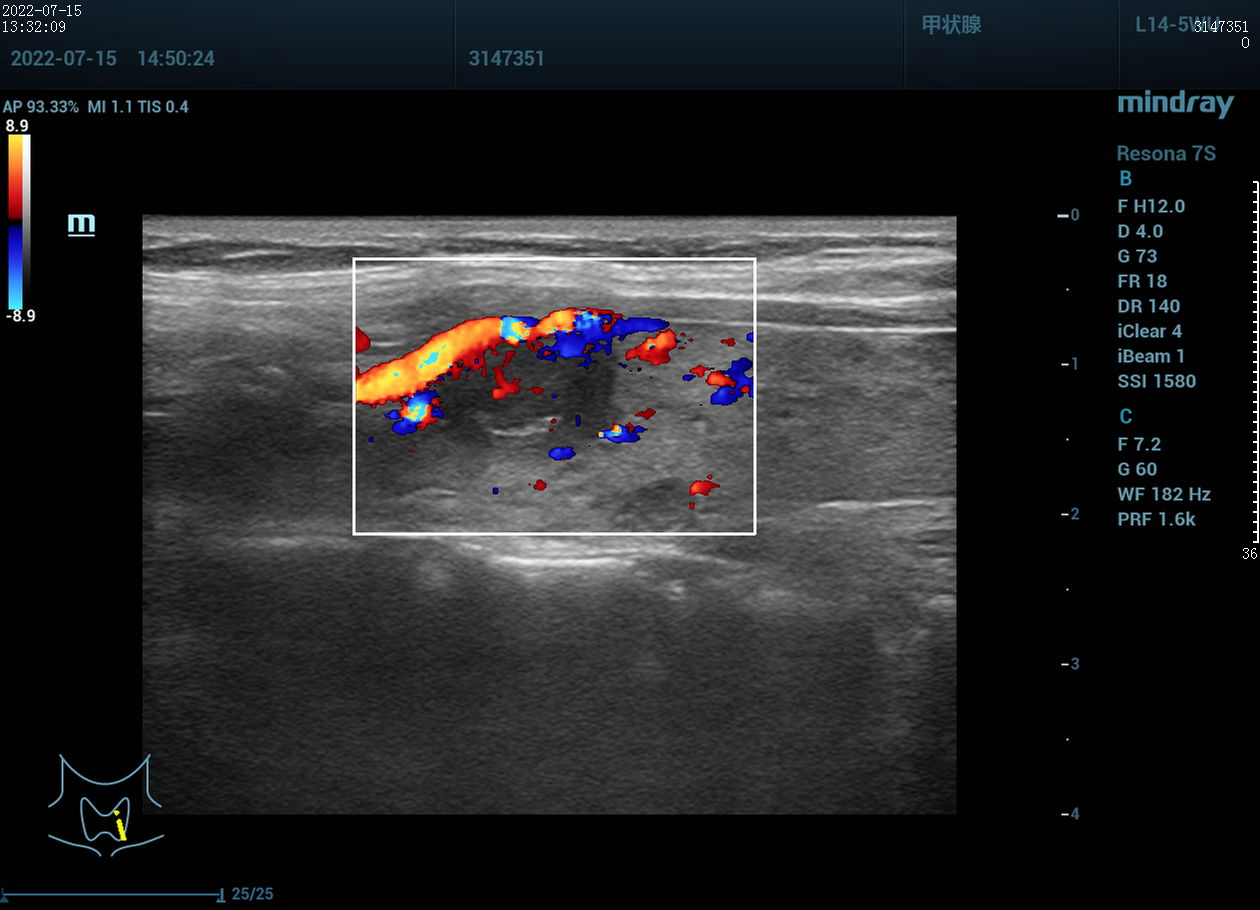 2022-07-15
13:32:09
甲状腺
3147351
0
2022-07-15 14:50:24
3147351
AP 93.33% MI 1.1 TIS 0.4
8.9
-8.9
m
mindray
Resona 7S
B
F H12.0
D 4.0
G 73
FR 18
DR 140
iClear 4
iBeam 1
SSI 1580
C
F 7.2
G 60
WF 182 Hz
PRF 1.6k
0
1
2
3
4
36
25/25